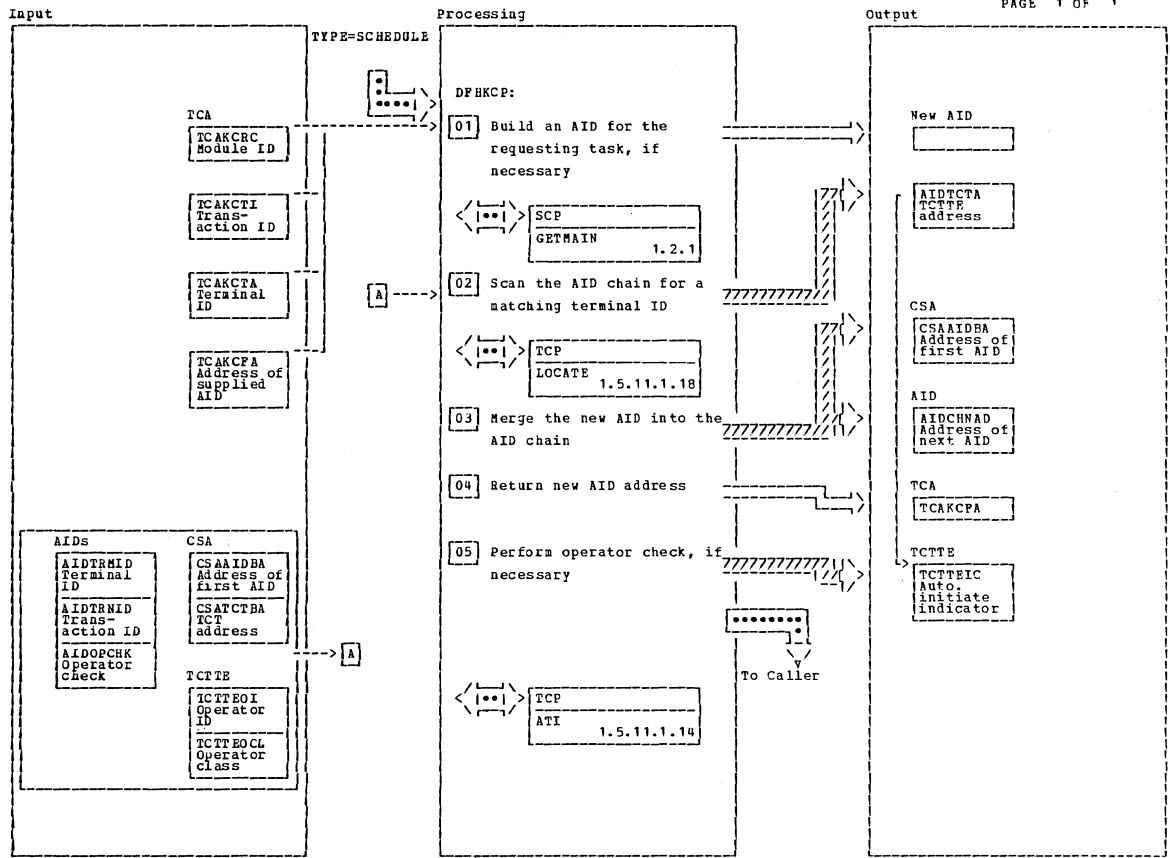 PAGE 1 OF 1
Input
Processing
Output
TYPE=SCHEDULE
DFHKCP:
TCA
TCAKCRC
Module ID
TCAKCTI
Trans-
action ID
TCAKCTA
Terminal
ID
TCAKCFA
Address of
supplied
AID
AIDs
AIDTRMID
Terminal
ID
AIDTRNID
Trans-
action ID
AIDOPCHK
Operator
check
CSA
CSAAIDBA
Address of
first AID
CSATCTBA
TCT
address
TCTTE
TCTTEOI
Operator
ID
TCTTEOCL
Operator
class
A
A
01 Build an AID for the
requesting task, if
necessary
SCP
GETMAIN
1.2.1
02 Scan the AID chain for a
matching terminal ID
TCP
LOCATE
1.5.11.1.18
03 Merge the new AID into the
AID chain
04 Return new AID address
05 Perform operator check, if
necessary
To Caller
TCP
ATI
1.5.11.1.14
New AID
AIDTCTA
TCTTE
address
CSA
CSAAIDBA
Address of
first AID
AID
AIDCHNAD
Address of
next AID
TCA
TCAKCFA
TCTTE
TCTTEIC
Auto.
initiate
indicator